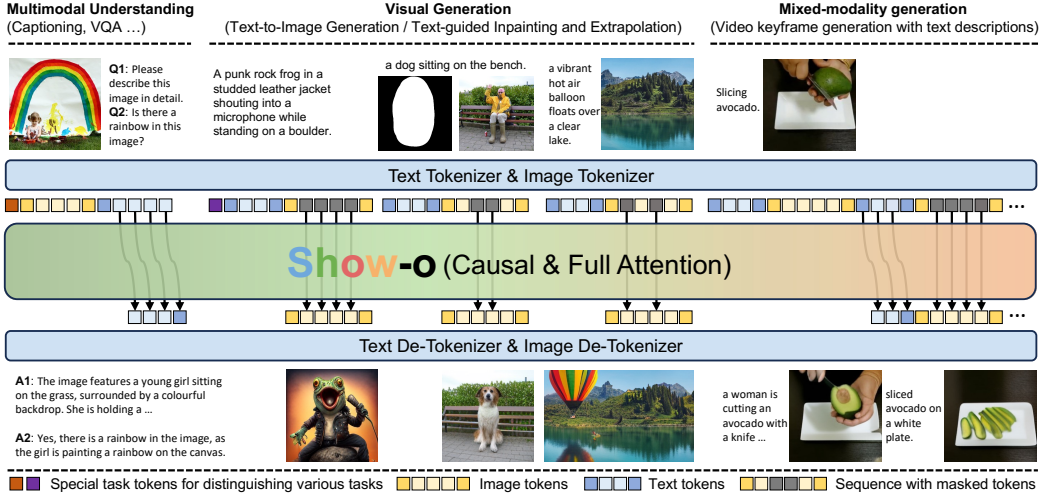 Multimodal Understanding
(Captioning, VQA …)
Visual Generation
(Text-to-Image Generation / Text-guided Inpainting and Extrapolation)
Mixed-modality generation
(Video keyframe generation with text descriptions)
Q1: Please
describe this
image in detail.
Q2: Is there a
rainbow in this
image?
A punk rock frog in a
studded leather jacket
shouting into a
microphone while
standing on a boulder.
a dog sitting on the bench.
a vibrant
hot air
balloon
floats over
a clear
lake.
Slicing
avocado.
Text Tokenizer & Image Tokenizer
...
Show-o (Causal & Full Attention)
...
Text De-Tokenizer & Image De-Tokenizer
A1: The image features a young girl sitting
on the grass, surrounded by a colourful
backdrop. She is holding a …
A2: Yes, there is a rainbow in the image, as
the girl is painting a rainbow on the canvas.
a woman is
cutting an
avocado with
a knife …
sliced
avocado on
a white
plate.
Special task tokens for distinguishing various tasks
Image tokens
Text tokens
Sequence with masked tokens